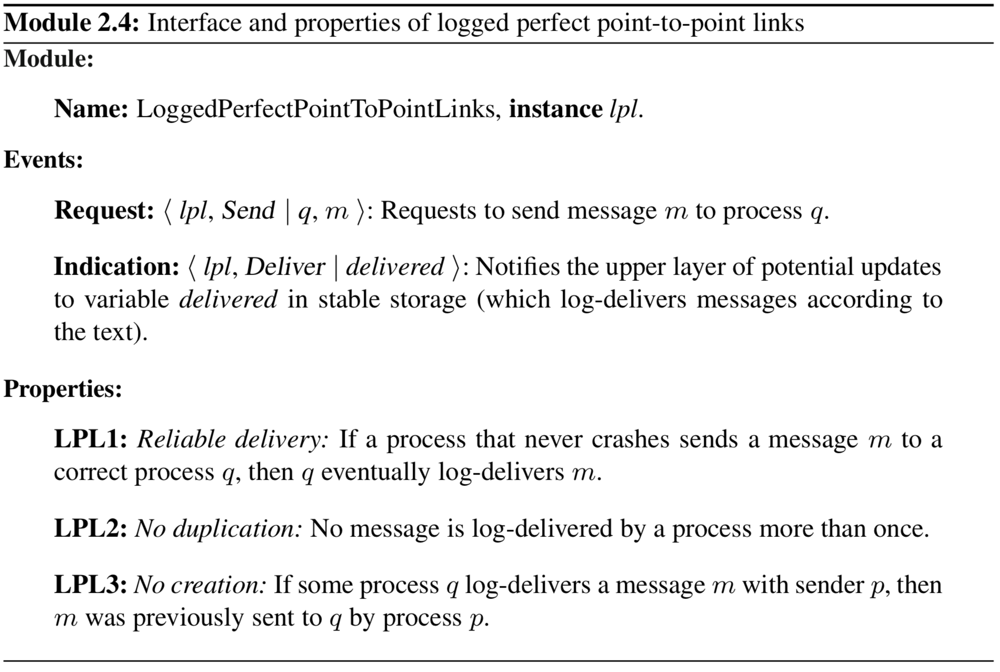 Module 2.4: Interface and properties of logged perfect point-to-point links
Module:
Name: LoggedPerfectPointToPointLinks, instance lpl.
Events:
Request: ⟨ lpl, Send | q, m ⟩: Requests to send message m to process q.
Indication: ⟨ lpl, Deliver | delivered ⟩: Notifies the upper layer of potential updates
to variable delivered in stable storage (which log-delivers messages according to
the text).
Properties:
LPL1: Reliable delivery: If a process that never crashes sends a message m to a
correct process q, then q eventually log-delivers m.
LPL2: No duplication: No message is log-delivered by a process more than once.
LPL3: No creation: If some process q log-delivers a message m with sender p, then
m was previously sent to q by process p.